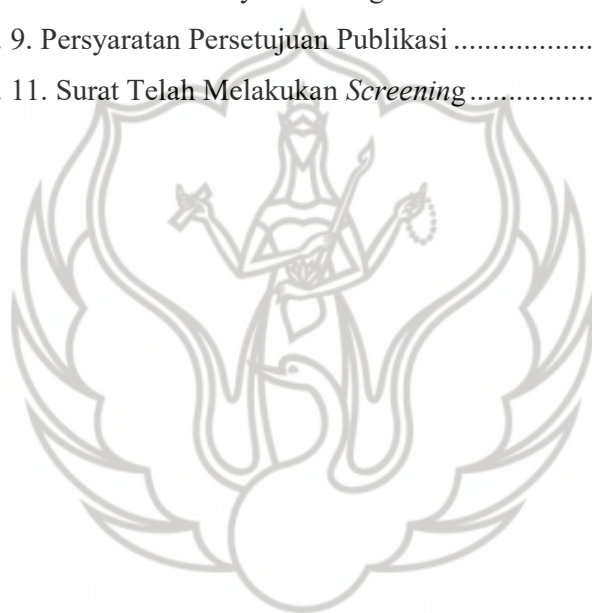 . 9. Persyaratan Persetujuan Publikasi ..................
. 11. Surat Telah Melakukan Screening ................